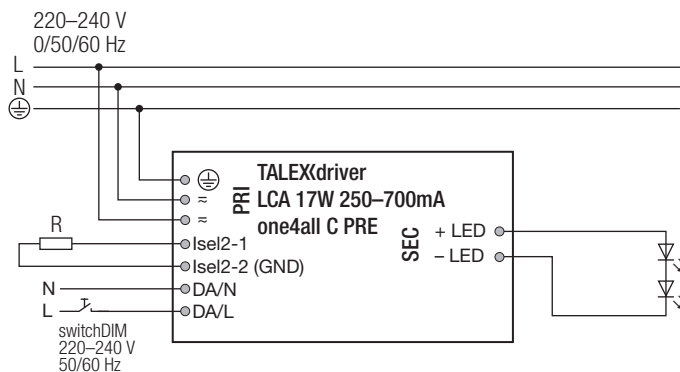 220–240 V
0/50/60 Hz
L
N
TALEXXdriver
LCA 17W 250–700mA
one4all C PRE
PRI
≂
≂
R
Isel2-1
Isel2-2 (GND)
N
DA/N
L
DA/L
switchDIM
220–240 V
50/60 Hz
SEC
+ LED
– LED